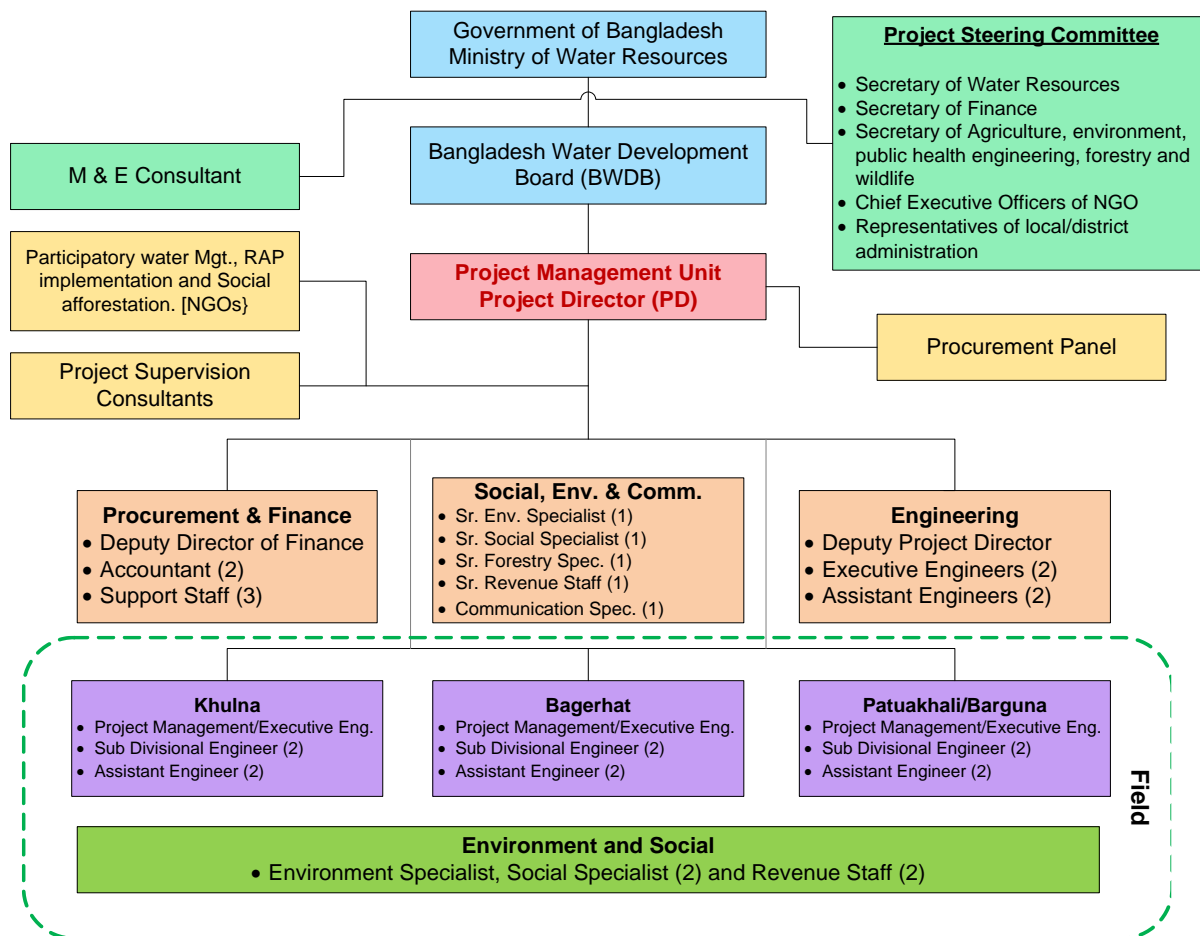 Government of Bangladesh
Ministry of Water Resources
Project Steering Committee
• Secretary of Water Resources
• Secretary of Finance
• Secretary of Agriculture, environment,
public health engineering, forestry and
wildlife
• Chief Executive Officers of NGO
• Representatives of local/district
administration
M & E Consultant
Bangladesh Water Development
Board (BWDB)
Participatory water Mgt., RAP
implementation and Social
afforestation. [NGOs}
Project Management Unit
Project Director (PD)
Procurement Panel
Project Supervision
Consultants
Procurement & Finance
• Deputy Director of Finance
• Accountant (2)
• Support Staff (3)
Social, Env. & Comm.
• Sr. Env. Specialist (1)
• Sr. Social Specialist (1)
• Sr. Forestry Spec. (1)
• Sr. Revenue Staff (1)
• Communication Spec. (1)
Engineering
• Deputy Project Director
• Executive Engineers (2)
• Assistant Engineers (2)
Khulna
• Project Management/Executive Eng.
• Sub Divisional Engineer (2)
• Assistant Engineer (2)
Bagerhat
• Project Management/Executive Eng.
• Sub Divisional Engineer (2)
• Assistant Engineer (2)
Patuakhali/Barguna
• Project Management/Executive Eng.
• Sub Divisional Engineer (2)
• Assistant Engineer (2)
Field
Environment and Social
• Environment Specialist, Social Specialist (2) and Revenue Staff (2)